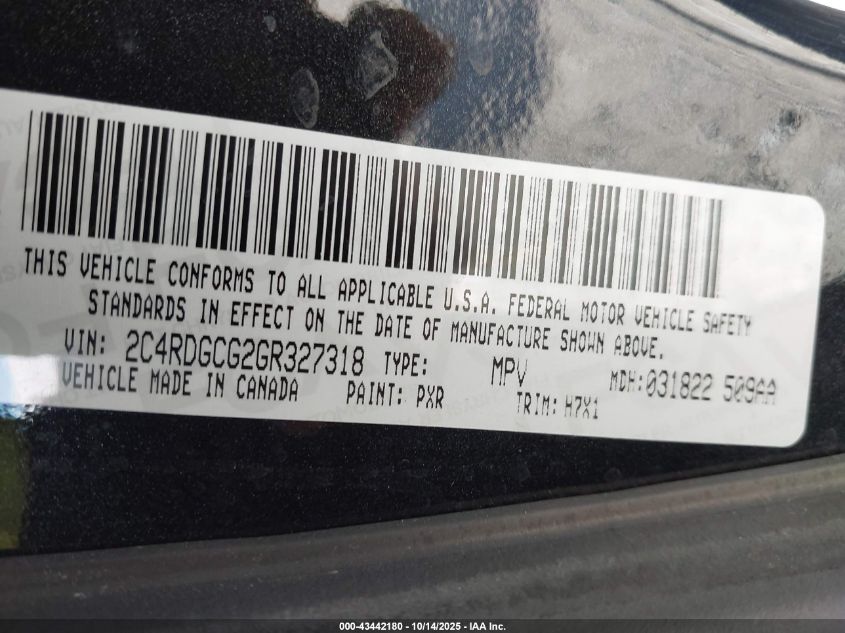 THIS VEHICLE CONFORMS TO ALL APPLICABLE U.S.A. FEDERAL MOTOR VEHICLE SAFETY
STANDARDS IN EFFECT ON THE DATE OF MANUFACTURE SHOWN ABOVE.
VIN: 2C4RDGCG2GR327318 TYPE: MPV MDH: 031822 509AA
VEHICLE MADE IN CANADA PAINT: PXR TRIM: H7X1
000-43442180 - 10/14/2025 - IAA Inc.